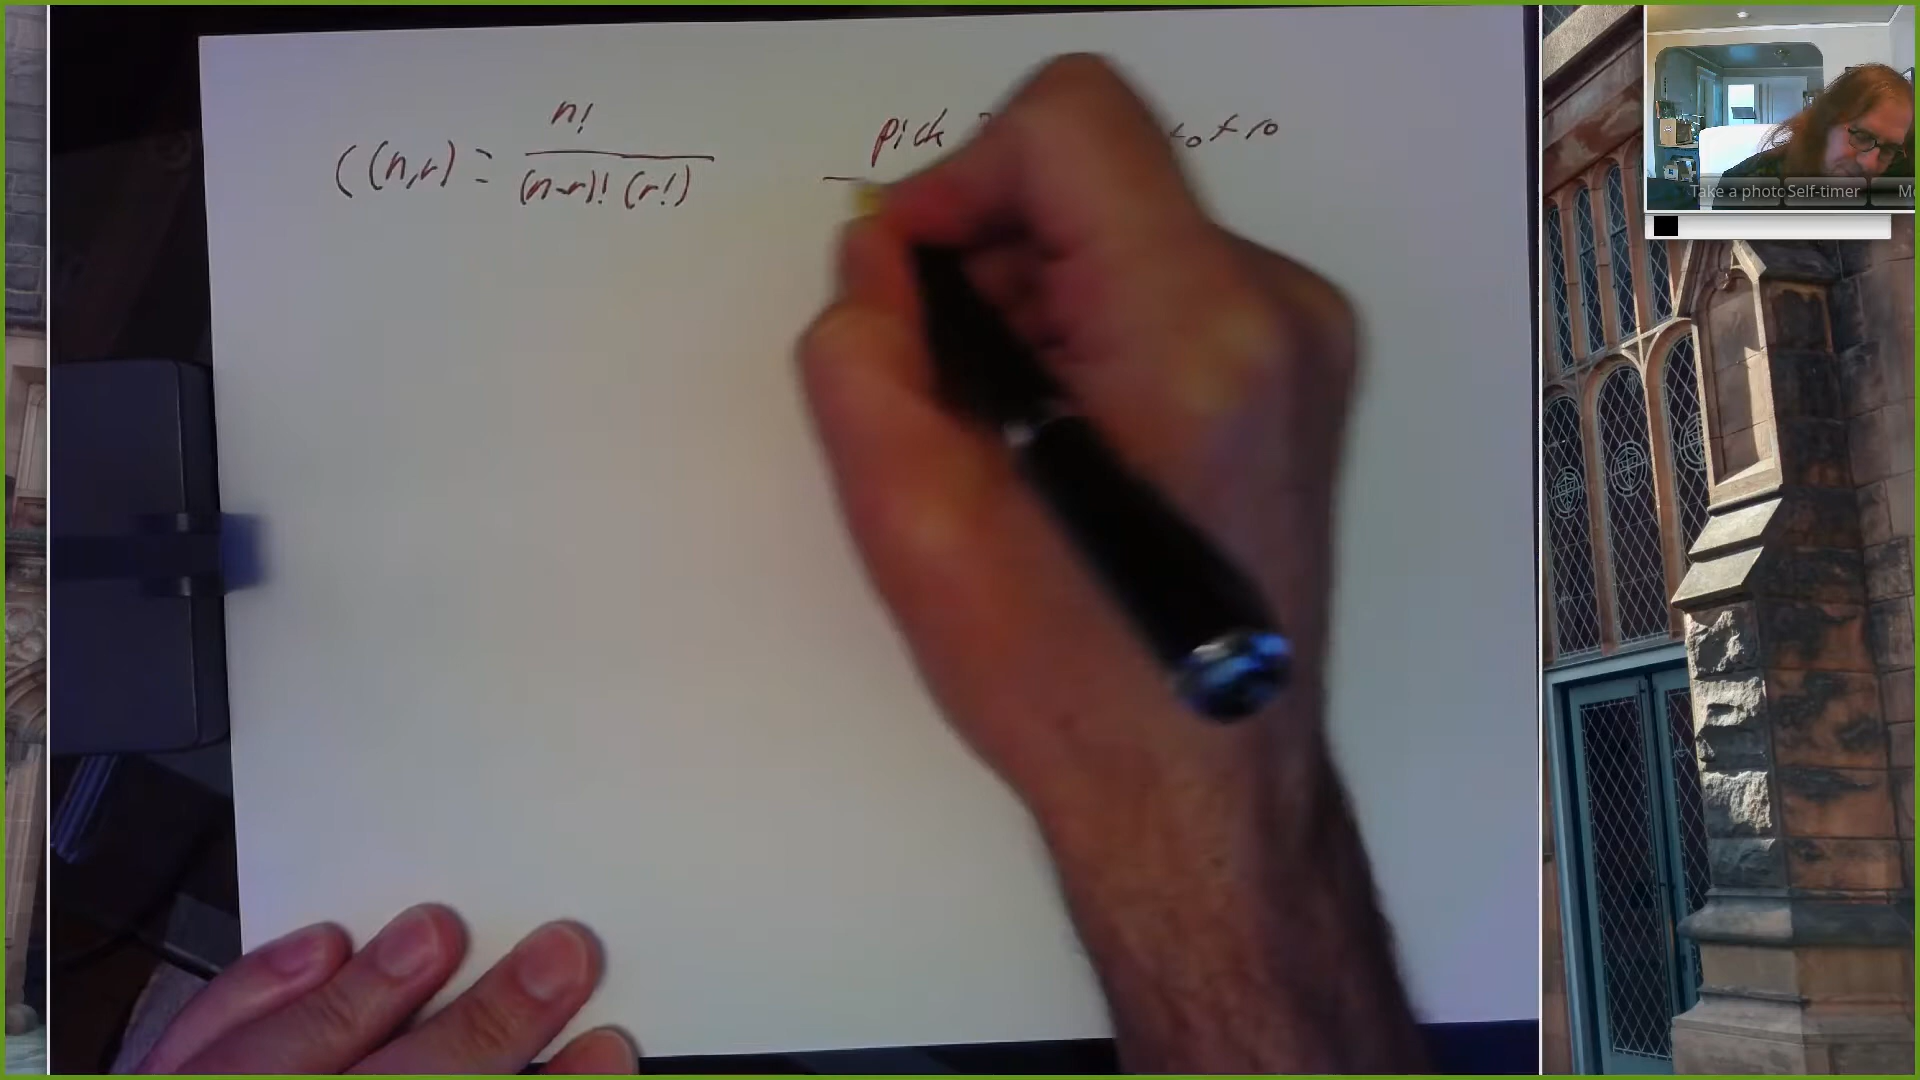 n!
C(n,r) = ―――
(n-r)! (r!)
pick
Take a photo Self-timer